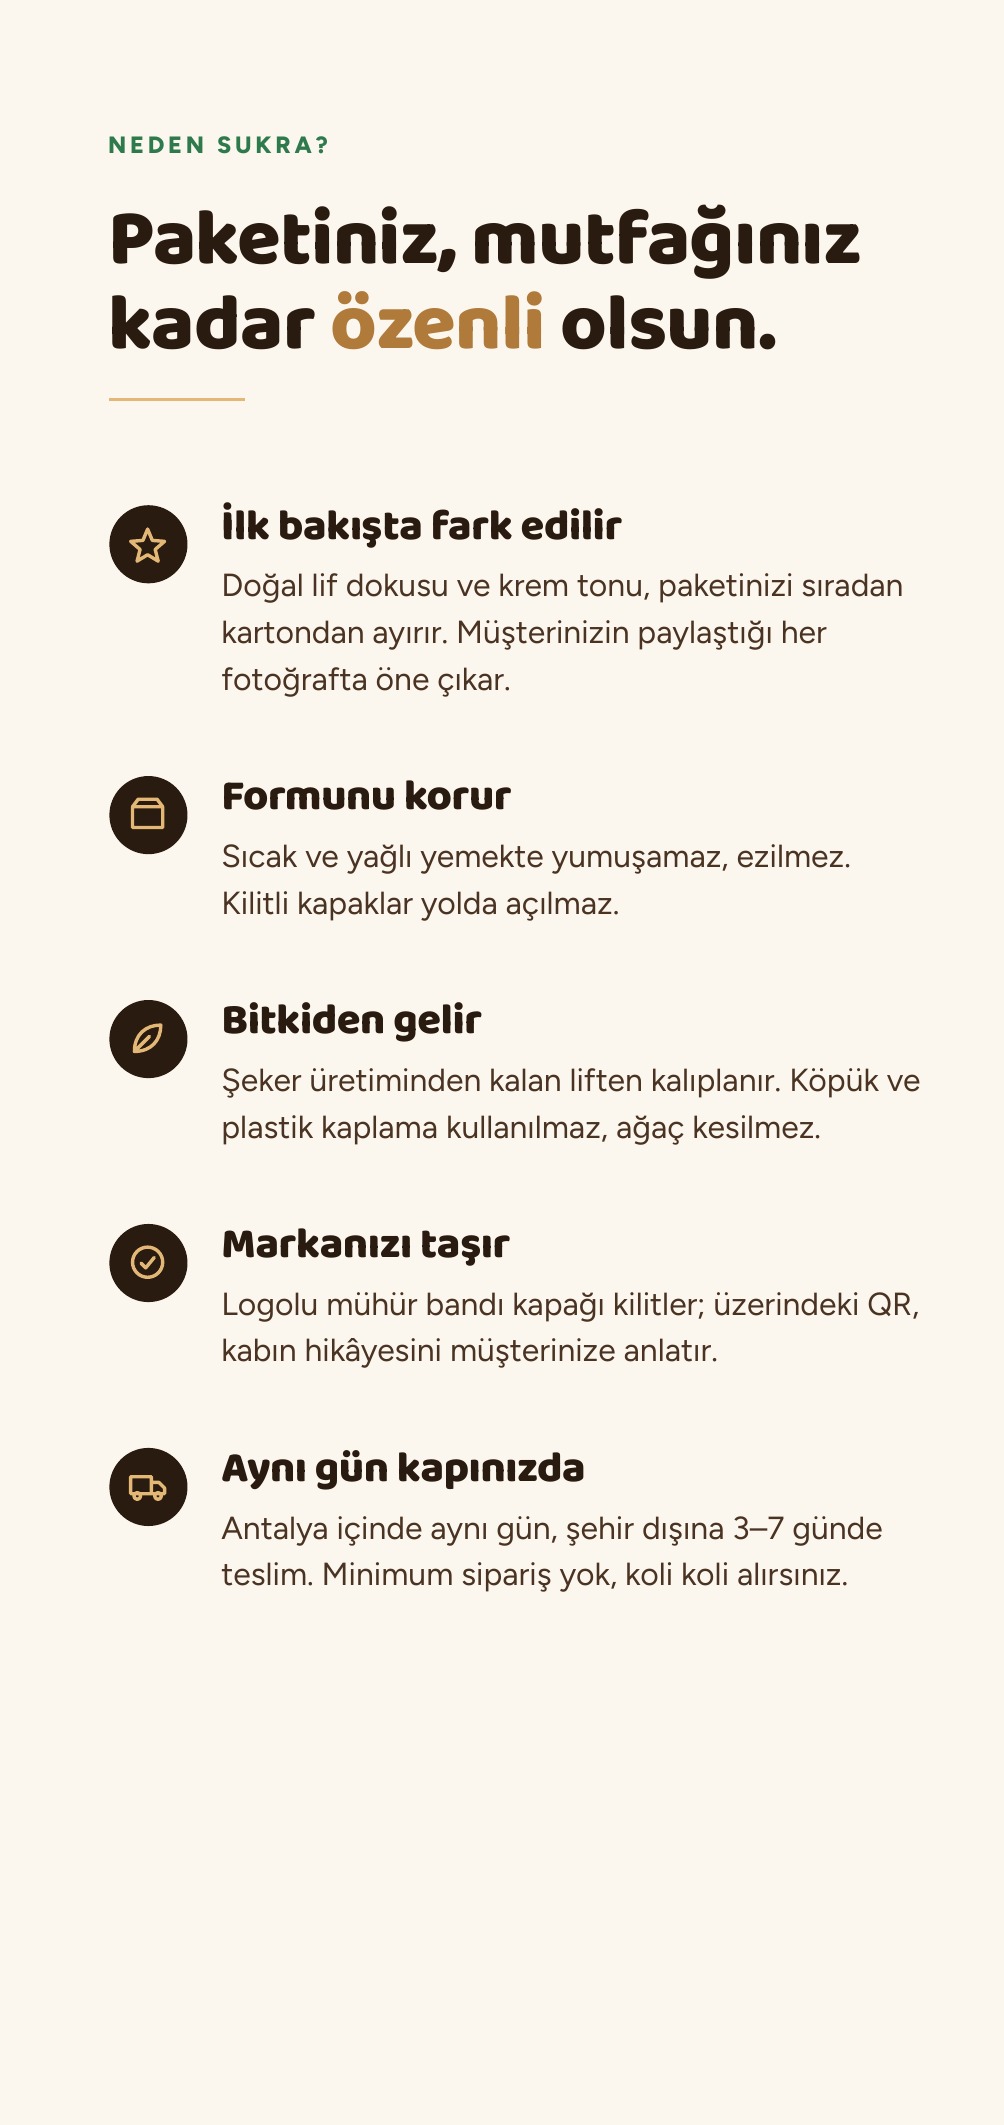 NEDEN SUKRA?
Paketiniz, mutfağınız
kadar özenli olsun.
İlk bakışta fark edilir
Doğal lif dokusu ve krem tonu, paketinizi sıradan
kartondan ayırır. Müşterinizin paylaştığı her
fotoğrafta öne çıkar.
Formunu korur
Sıcak ve yağlı yemekte yumuşamaz, ezilmez.
Kilitli kapaklar yolda açılmaz.
Bitkiden gelir
Şeker üretiminden kalan liften kalıplanır. Köpük ve
plastik kaplama kullanılmaz, ağaç kesilmez.
Markanızı taşır
Logolu mühür bandı kapağı kilitler; üzerindeki QR,
kabın hikâyesini müşterinize anlatır.
Aynı gün kapınızda
Antalya içinde aynı gün, şehir dışına 3–7 günde
teslim. Minimum sipariş yok, koli koli alırsınız.